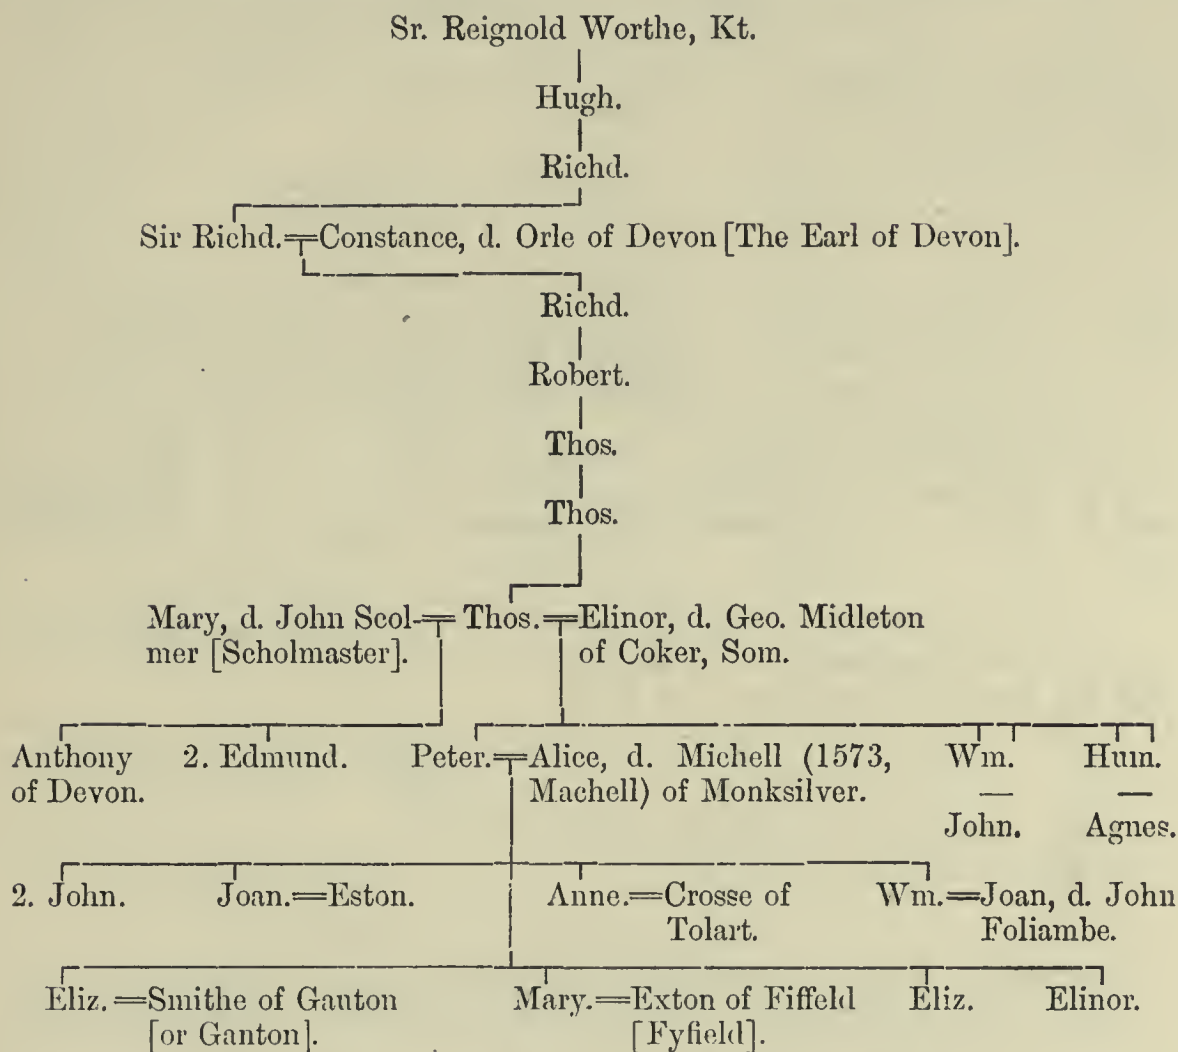 Sr. Reignold Worthe, Kt.
Hugh.
Richd.
Sir Richd.=Constance, d. Orle of Devon [The Earl of Devon].
Richd.
Robert.
Thos.
Thos.
Mary, d. John Scol-= Thos.=Elinor, d. Geo. Midleton
mer [Scholmaster]. of Coker, Som.
Anthony 2. Edmund. Peter.=Alice, d. Michell (1573, Wm. Hum.
of Devon. Machell) of Monksilver. — —
John. Agnes.
2. John. Joan.=Eston. Anne.=Crosse of Wm.=Joan, d. John
Tolart. Foliambe.
Eliz.=Smithe of Gauton Mary.=Exton of Fiffeld Eliz. Elinor.
[or Ganton]. [Fyfield].